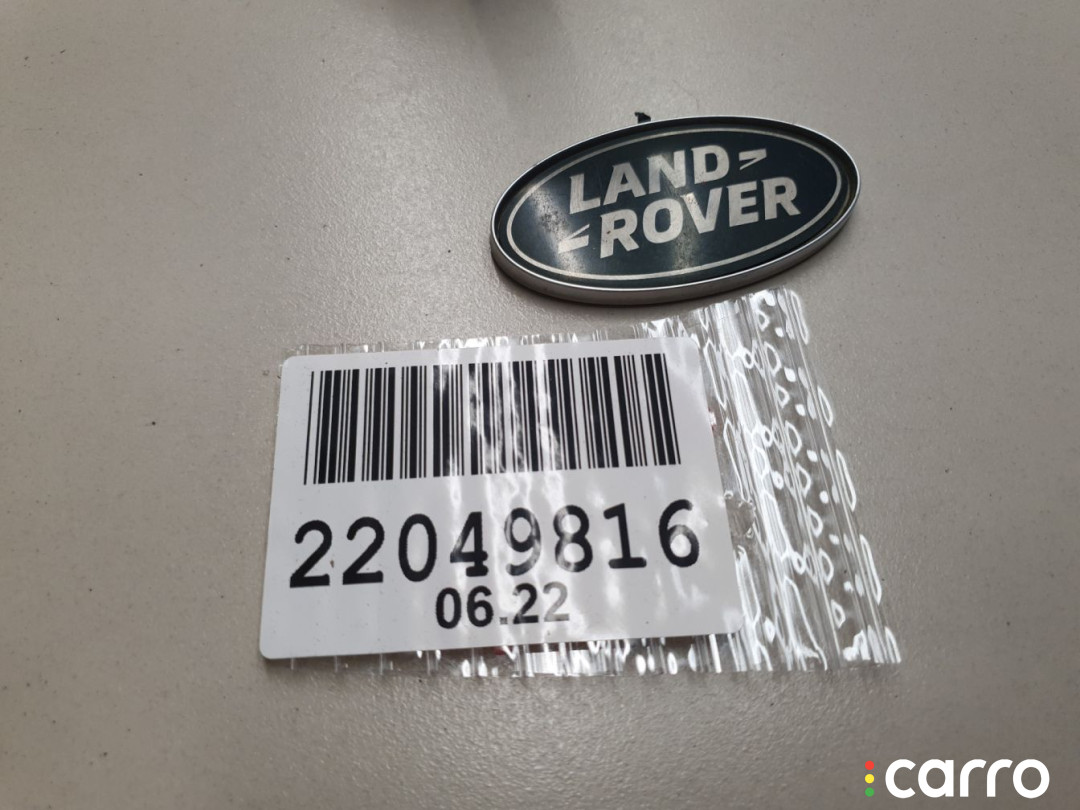 LAND
ROVER
22049816
06.22
carro